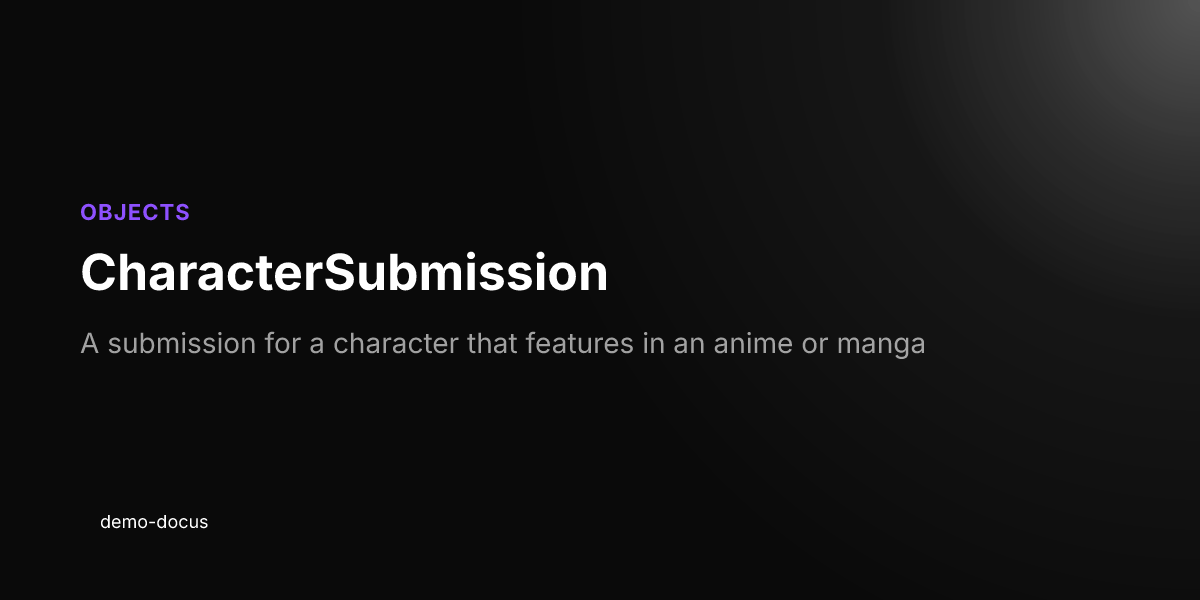 OBJECTS
CharacterSubmission
A submission for a character that features in an anime or manga
demo-docus